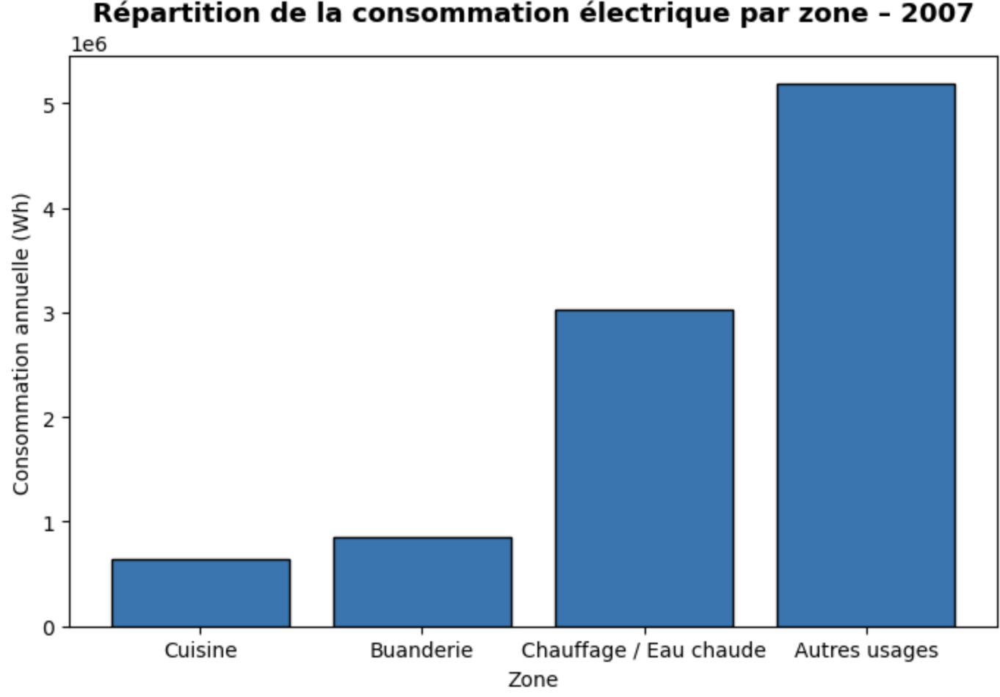 Répartition de la consommation électrique par zone – 2007
1e6
5
4
3
2
1
0
Consommation annuelle (Wh)
Cuisine
Buanderie
Chauffage / Eau chaude
Autres usages
Zone